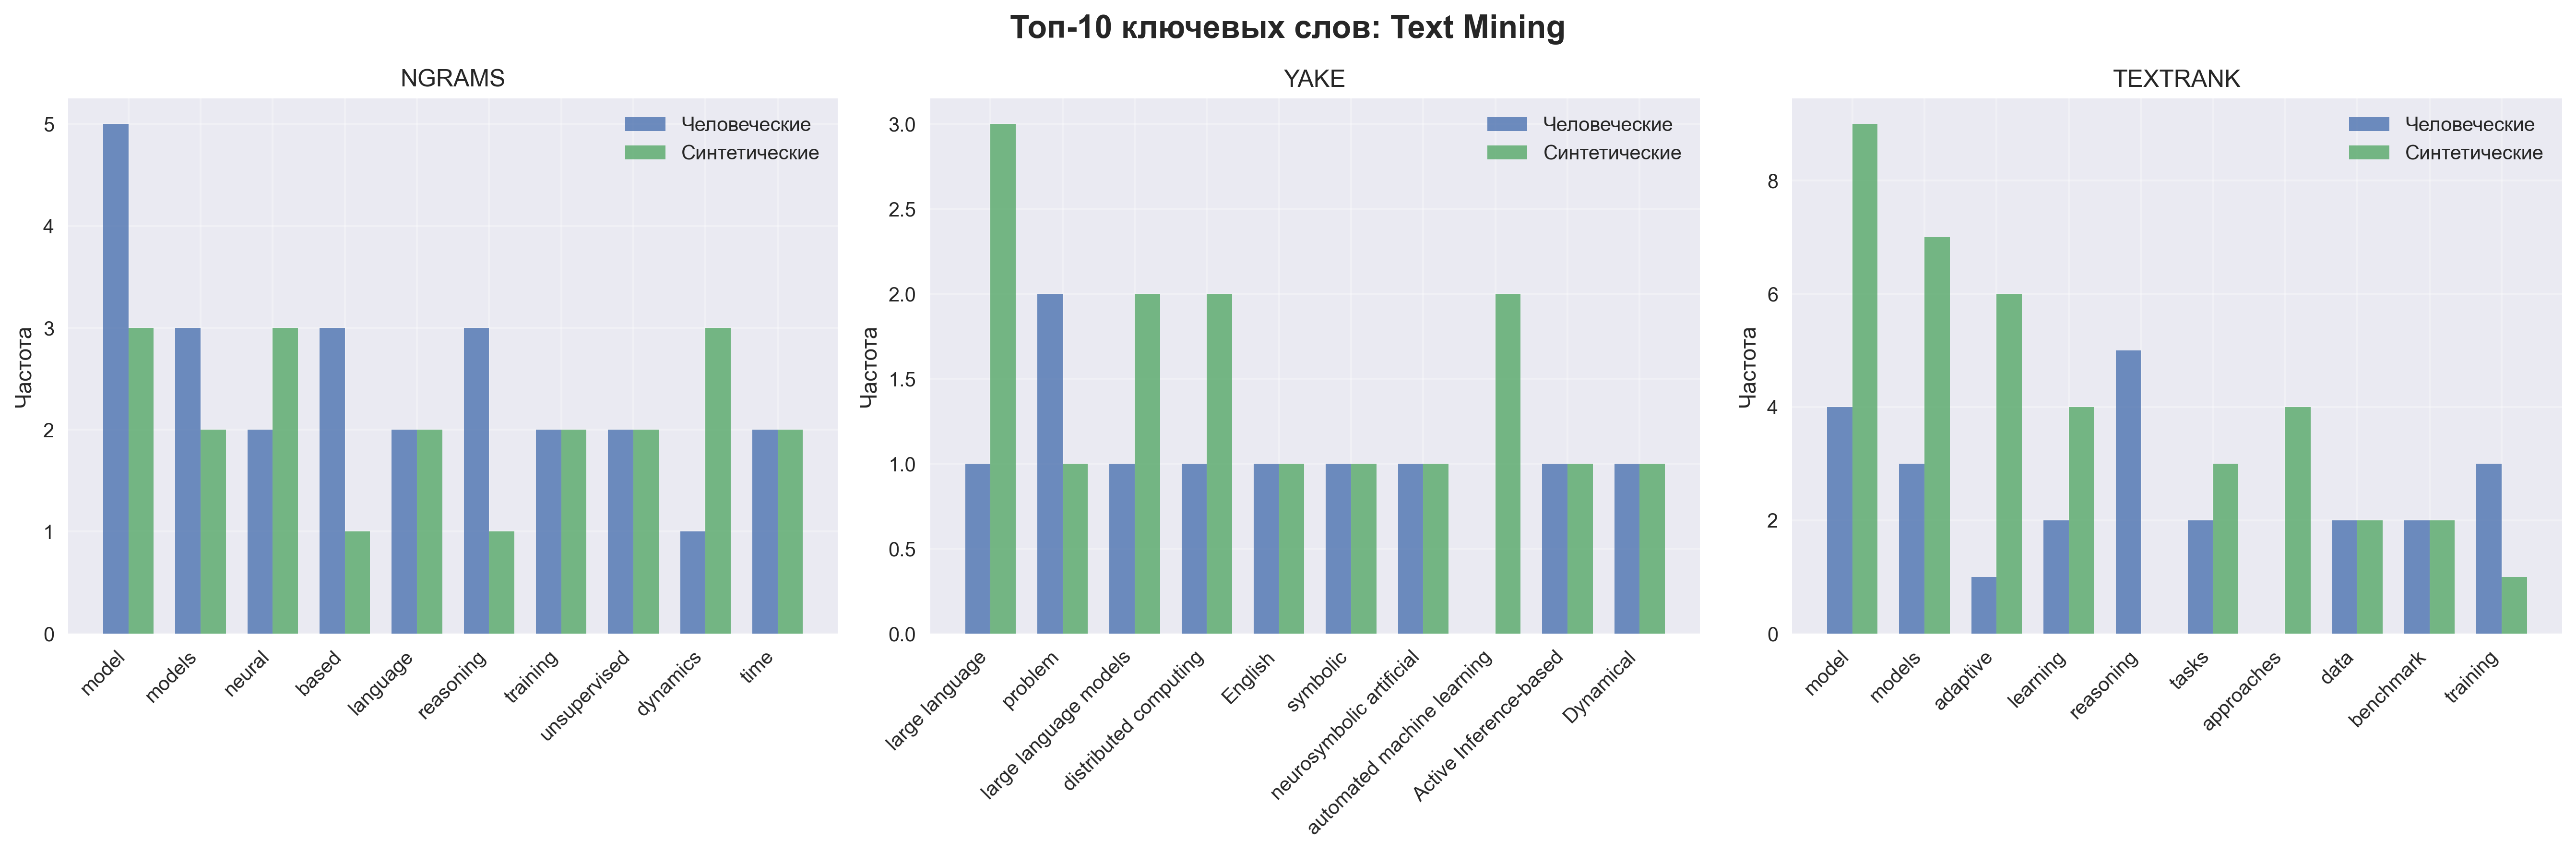 Топ-10 ключевых слов: Text Mining
NGRAMS
Частота
5
4
3
2
1
0
Человеческие
Синтетические
model
models
neural
based
language
reasoning
training
unsupervised
dynamics
time
YAKE
Частота
3.0
2.5
2.0
1.5
1.0
0.5
0.0
Человеческие
Синтетические
large language
problem
large language models
distributed computing
English
symbolic
neurosymbolic artificial
automated machine learning
Active Inference-based
Dynamical
TEXTRANK
Частота
8
6
4
2
0
Человеческие
Синтетические
model
models
adaptive
learning
reasoning
tasks
approaches
data
benchmark
training